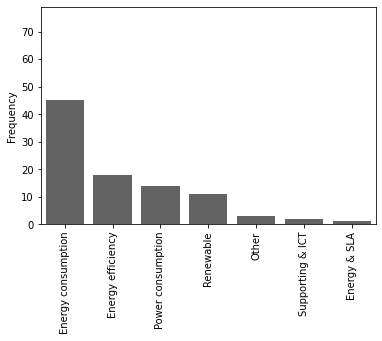 70
60
50
40
30
20
10
0
Frequency
Energy consumption
Energy efficiency
Power consumption
Renewable
Other
Supporting & ICT
Energy & SLA